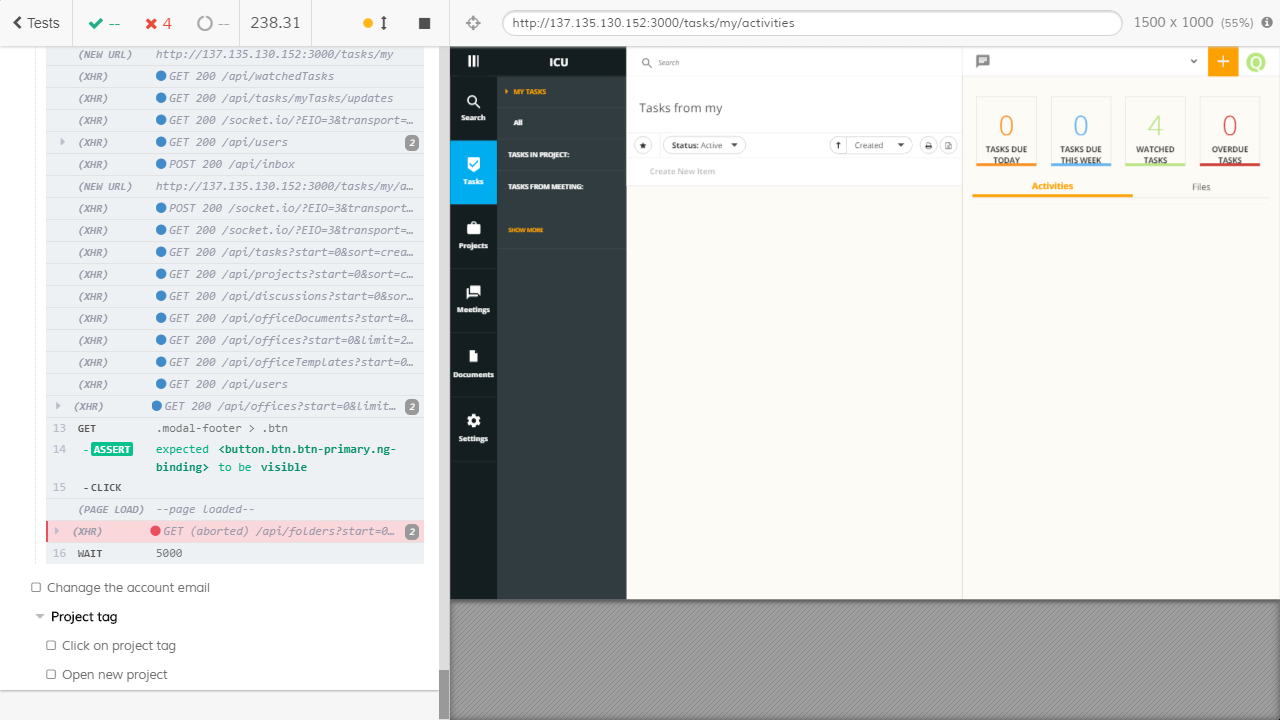 Tests
--
4
--
238.31
http://137.135.130.152:3000/tasks/my/activities
1500 x 1000 (55%)
(NEW URL) http://137.135.130.152:3000/tasks/my
(XHR) GET 200 /api/watchedTasks
(XHR) GET 200 /api/tasks/myTasks/updates
(XHR) GET 200 /socket.io/?EIO=3&transport=...
(XHR) GET 200 /api/users 2
(XHR) POST 200 /api/inbox
(NEW URL) http://137.135.130.152:3000/tasks/my/a...
(XHR) POST 200 /socket.io/?EIO=3&transport...
(XHR) GET 200 /socket.io/?EIO=3&transport=...
(XHR) GET 200 /api/tasks?start=0&sort=crea...
(XHR) GET 200 /api/projects?start=0&sort=c...
(XHR) GET 200 /api/discussions?start=0&sor...
(XHR) GET 200 /api/officeDocuments?start=0...
(XHR) GET 200 /api/offices?start=0&limit=2...
(XHR) GET 200 /api/officeTemplates?start=0...
(XHR) GET 200 /api/users
(XHR) GET 200 /api/offices?start=0&limit... 2
13 GET .modal-footer > .btn
14 -ASSERT expected <button.btn.btn-primary.ng-
binding> to be visible
15 -CLICK
(PAGE LOAD) --page loaded--
(XHR) GET (aborted) /api/folders?start=0... 2
16 WAIT 5000
Chanage the account email
Project tag
Click on project tag
Open new project
ICU
Search
Tasks
Projects
Meetings
Documents
Settings
MY TASKS
All
TASKS IN PROJECT:
TASKS FROM MEETING:
SHOW MORE
Search
Tasks from my
Status: Active
Created
Create New Item
+
0
TASKS DUE
TODAY
0
TASKS DUE
THIS WEEK
4
WATCHED
TASKS
0
OVERDUE
TASKS
Activities
Files